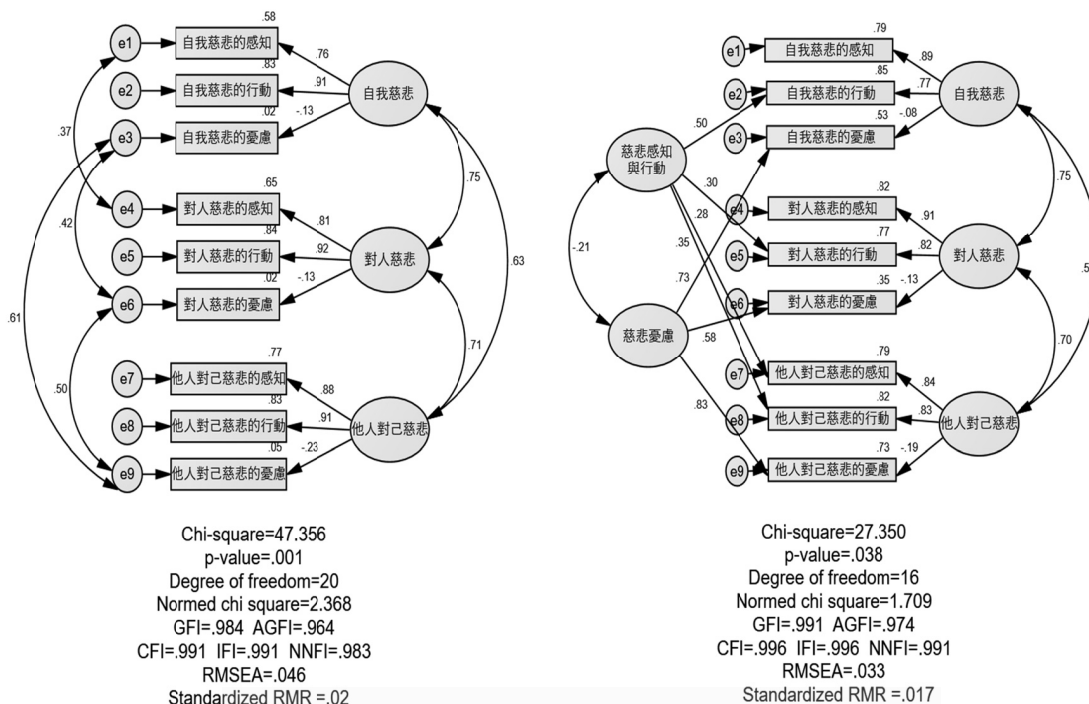 .58
e1
自我慈悲的感知
.76
.83
e2
自我慈悲的行動
.91
自我慈悲
.02
e3
自我慈悲的憂慮
-.13
.37
.75
.65
e4
對人慈悲的感知
.81
.42
.84
e5
對人慈悲的行動
.92
對人慈悲
.63
.02
e6
對人慈悲的憂慮
-.13
.61
.71
.77
e7
他人對己慈悲的感知
.88
.50
.83
e8
他人對己慈悲的行動
.91
他人對己慈悲
.05
e9
他人對己慈悲的憂慮
-.23
Chi-square=47.356
p-value=.001
Degree of freedom=20
Normed chi square=2.368
GFI=.984 AGFI=.964
CFI=.991 IFI=.991 NNFI=.983
RMSEA=.046
Standardized RMR =.02
.79
e1
自我慈悲的感知
.89
.85
e2
自我慈悲的行動
.77
自我慈悲
.50
.53
e3
自我慈悲的憂慮
-.08
慈悲感知
與行動
.75
.30
.82
e4
對人慈悲的感知
.91
.28
.77
e5
對人慈悲的行動
.82
對人慈悲
-.21
.35
.73
.35
e6
對人慈悲的憂慮
-.13
慈悲憂慮
.58
.70
.79
e7
他人對己慈悲的感知
.84
.83
.82
e8
他人對己慈悲的行動
.83
他人對己慈悲
.73
e9
他人對己慈悲的憂慮
-.19
Chi-square=27.350
p-value=.038
Degree of freedom=16
Normed chi square=1.709
GFI=.991 AGFI=.974
CFI=.996 IFI=.996 NNFI=.991
RMSEA=.033
Standardized RMR =.017